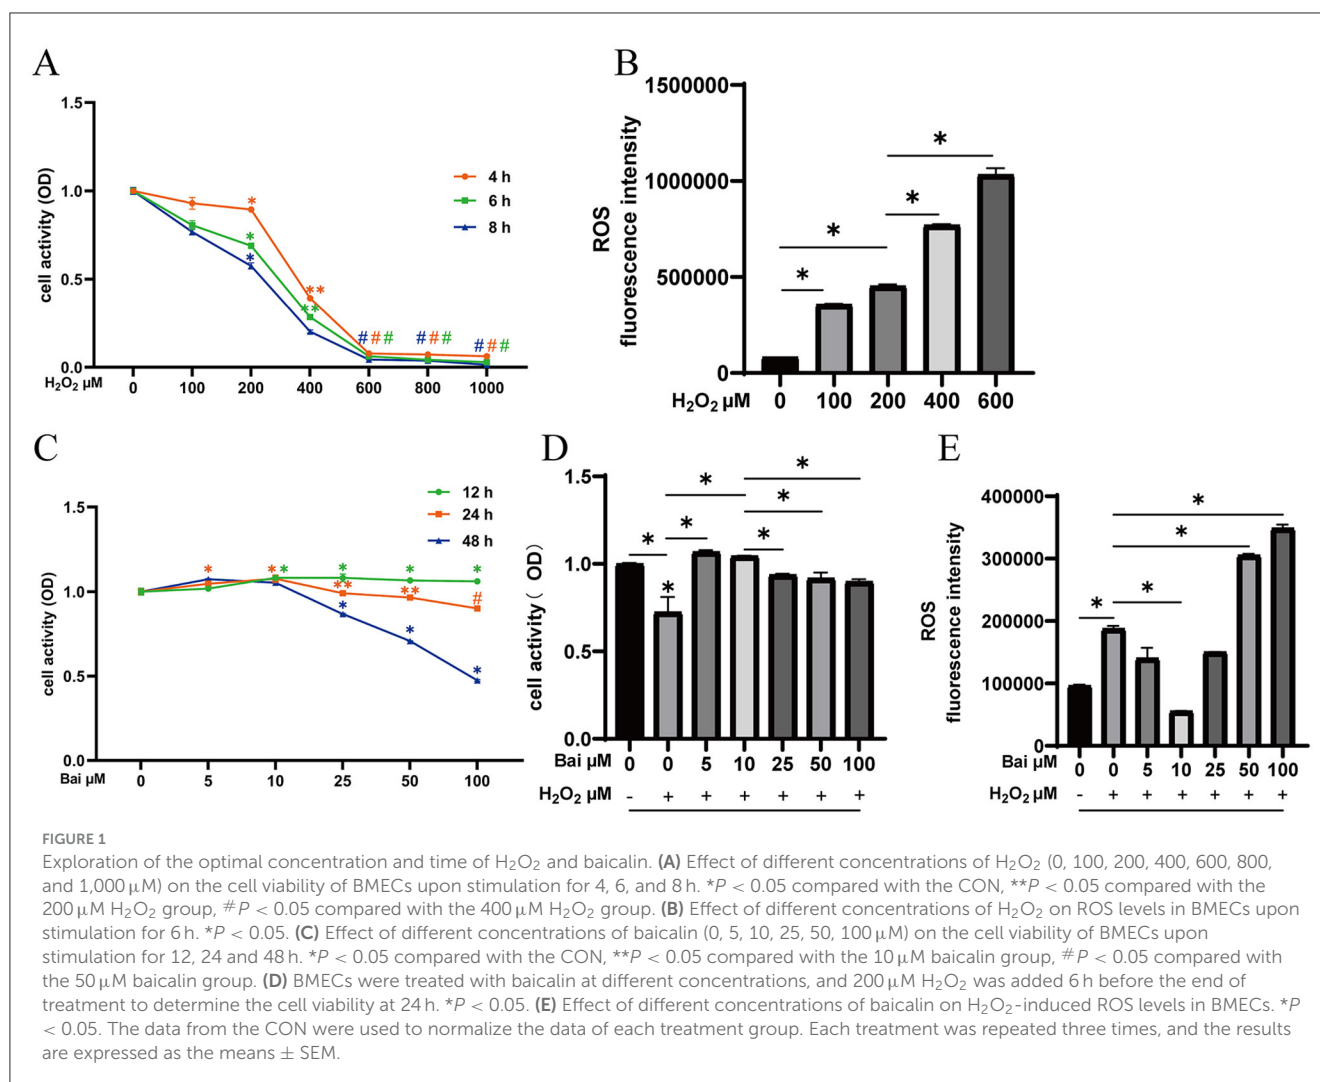 A
B
1.5
1.0
0.5
0.0
cell activity (OD)
4 h
6 h
8 h
*
*
*
**
**
###
###
###
H₂O₂ μM
0 100 200 400 600 800 1000
1500000
1000000
500000
0
ROS
fluorescence intensity
*
*
*
*
H₂O₂ μM
0 100 200 400 600
C
D
E
1.5
1.0
0.5
0.0
cell activity (OD)
12 h
24 h
48 h
*
**
*
**
*
*
**
*
*
#
*
Bai μM
0 5 10 25 50 100
1.5
1.0
0.5
0.0
cell activity ( OD)
*
*
*
*
*
*
*
Bai μM
0 0 5 10 25 50 100
H₂O₂ μM
- + + + + + +
400000
300000
200000
100000
0
ROS
fluorescence intensity
*
*
*
*
Bai μM
0 0 5 10 25 50 100
H₂O₂ μM
- + + + + + +
FIGURE 1
Exploration of the optimal concentration and time of H₂O₂ and baicalin. (A) Effect of different concentrations of H₂O₂ (0, 100, 200, 400, 600, 800,
and 1,000 μM) on the cell viability of BMECs upon stimulation for 4, 6, and 8 h. *P < 0.05 compared with the CON, **P < 0.05 compared with the
200 μM H₂O₂ group, #P < 0.05 compared with the 400 μM H₂O₂ group. (B) Effect of different concentrations of H₂O₂ on ROS levels in BMECs upon
stimulation for 6 h. *P < 0.05. (C) Effect of different concentrations of baicalin (0, 5, 10, 25, 50, 100 μM) on the cell viability of BMECs upon
stimulation for 12, 24 and 48 h. *P < 0.05 compared with the CON, **P < 0.05 compared with the 10 μM baicalin group, #P < 0.05 compared with
the 50 μM baicalin group. (D) BMECs were treated with baicalin at different concentrations, and 200 μM H₂O₂ was added 6 h before the end of
treatment to determine the cell viability at 24 h. *P < 0.05. (E) Effect of different concentrations of baicalin on H₂O₂-induced ROS levels in BMECs. *P
< 0.05. The data from the CON were used to normalize the data of each treatment group. Each treatment was repeated three times, and the results
are expressed as the means ± SEM.